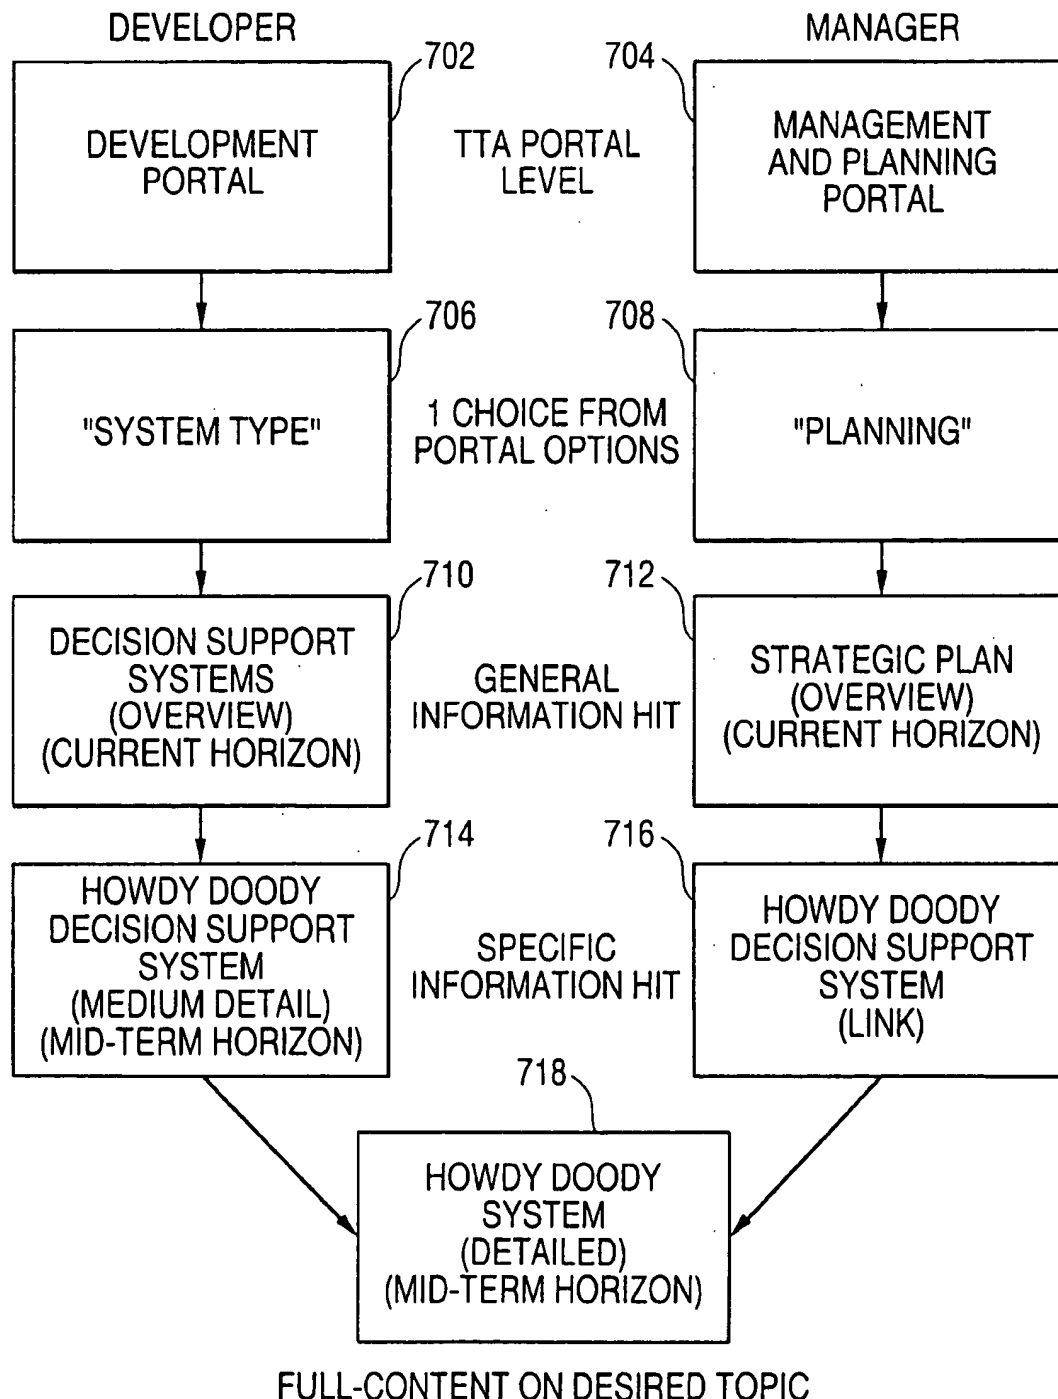 DEVELOPER
MANAGER
702
704
DEVELOPMENT
PORTAL
TTA PORTAL
LEVEL
MANAGEMENT
AND PLANNING
PORTAL
706
708
"SYSTEM TYPE"
1 CHOICE FROM
PORTAL OPTIONS
"PLANNING"
710
712
DECISION SUPPORT
SYSTEMS
(OVERVIEW)
(CURRENT HORIZON)
GENERAL
INFORMATION HIT
STRATEGIC PLAN
(OVERVIEW)
(CURRENT HORIZON)
714
716
HOWDY DOODY
DECISION SUPPORT
SYSTEM
(MEDIUM DETAIL)
(MID-TERM HORIZON)
SPECIFIC
INFORMATION HIT
HOWDY DOODY
DECISION SUPPORT
SYSTEM
(LINK)
718
HOWDY DOODY
SYSTEM
(DETAILED)
(MID-TERM HORIZON)
FULL-CONTENT ON DESIRED TOPIC